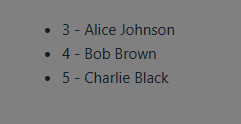 3 - Alice Johnson
4 - Bob Brown
5 - Charlie Black